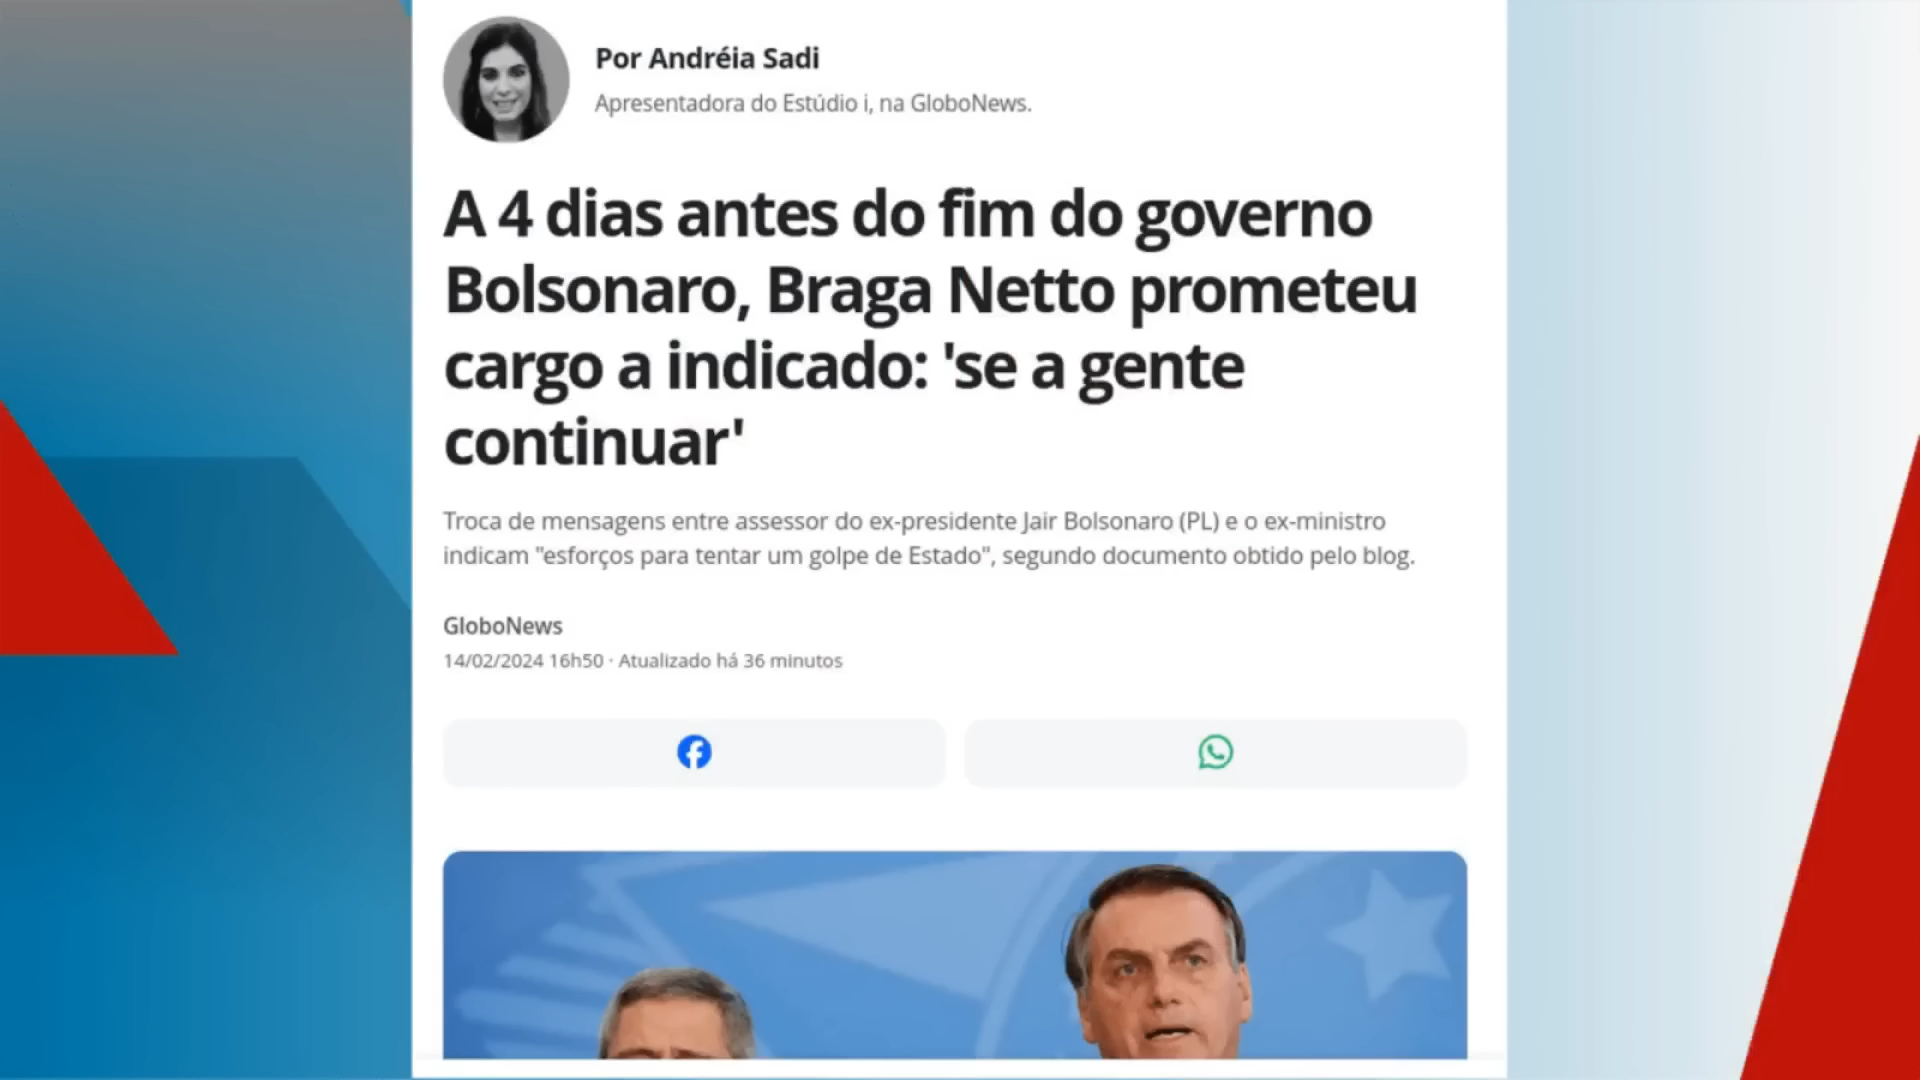 Por Andréia Sadi
Apresentadora do Estúdio i, na GloboNews.
A 4 dias antes do fim do governo
Bolsonaro, Braga Netto prometeu
cargo a indicado: 'se a gente
continuar'
Troca de mensagens entre assessor do ex-presidente Jair Bolsonaro (PL) e o ex-ministro
indicam "esforços para tentar um golpe de Estado", segundo documento obtido pelo blog.
GloboNews
14/02/2024 16h50 · Atualizado há 36 minutos